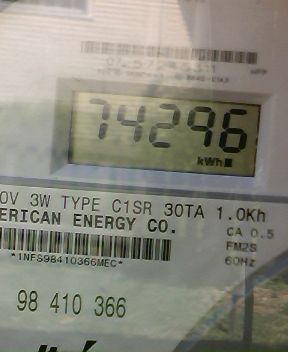 74296
kWh
0V 3W TYPE C1SR 30TA 1.0Kh
ERICAN ENERGY CO.
CA 0.5
FM2S
60Hz
*1NFS98410366MEC*
98 410 366